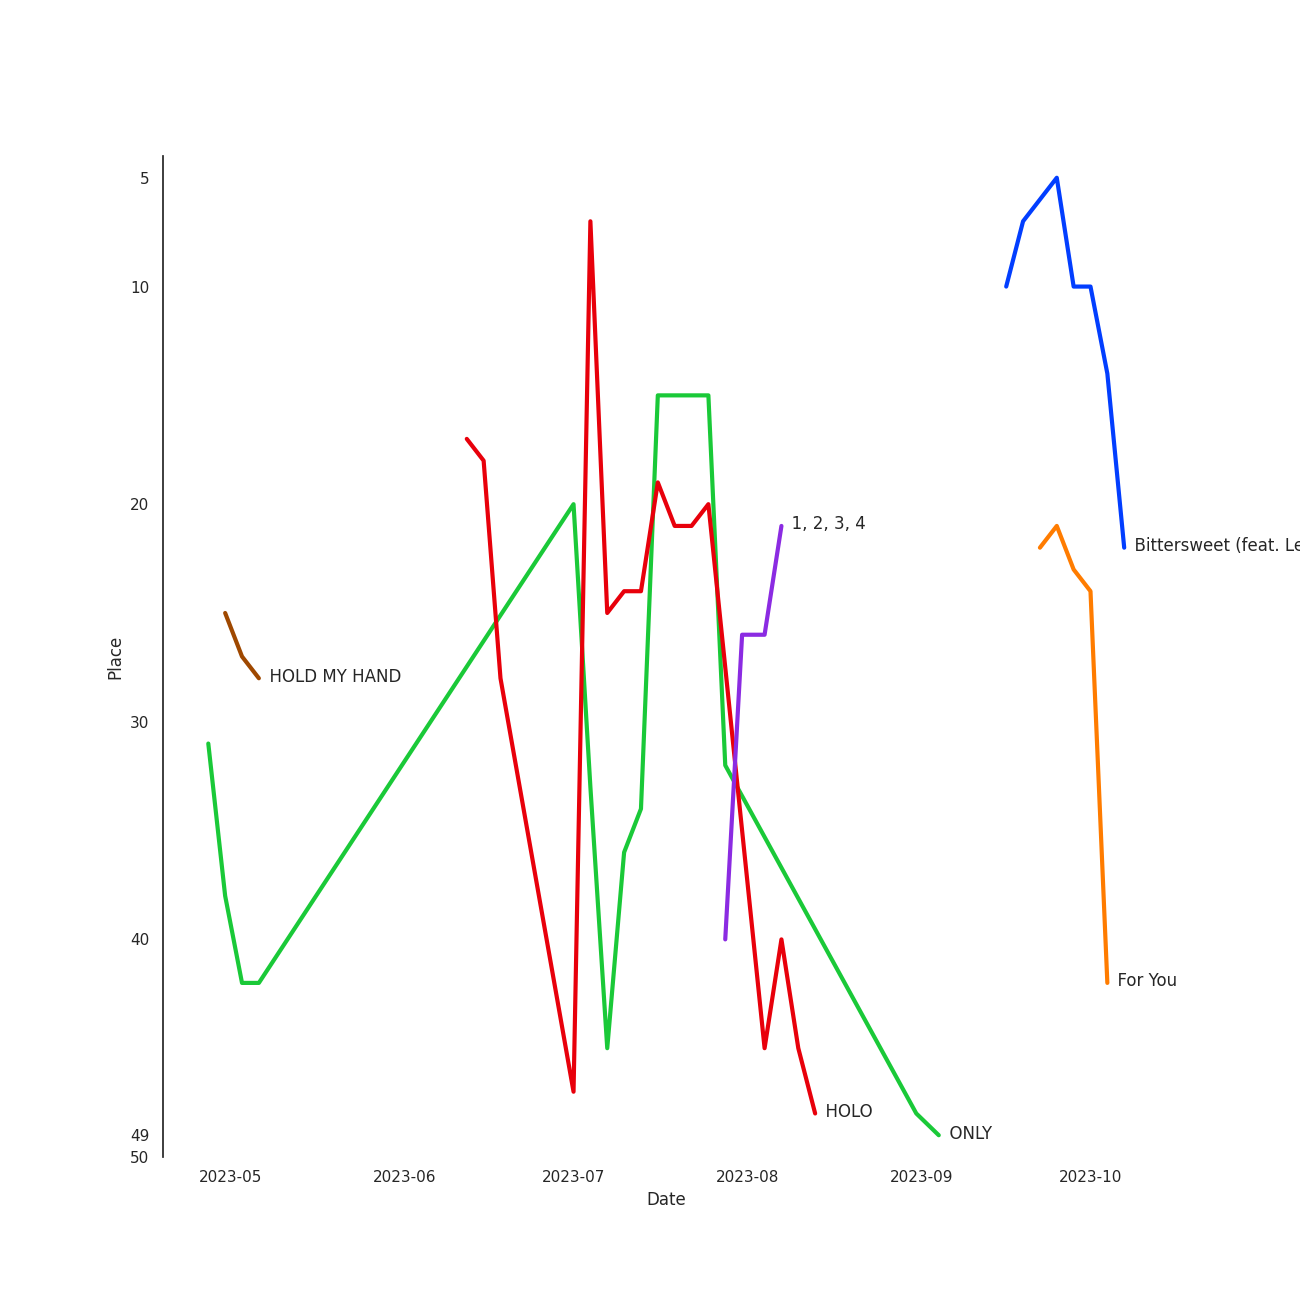 5
10
20
30
40
49
50
Place
HOLD MY HAND
1, 2, 3, 4
Bittersweet (feat. Le
For You
HOLO
ONLY
2023-05 2023-06 2023-07 2023-08 2023-09 2023-10
Date